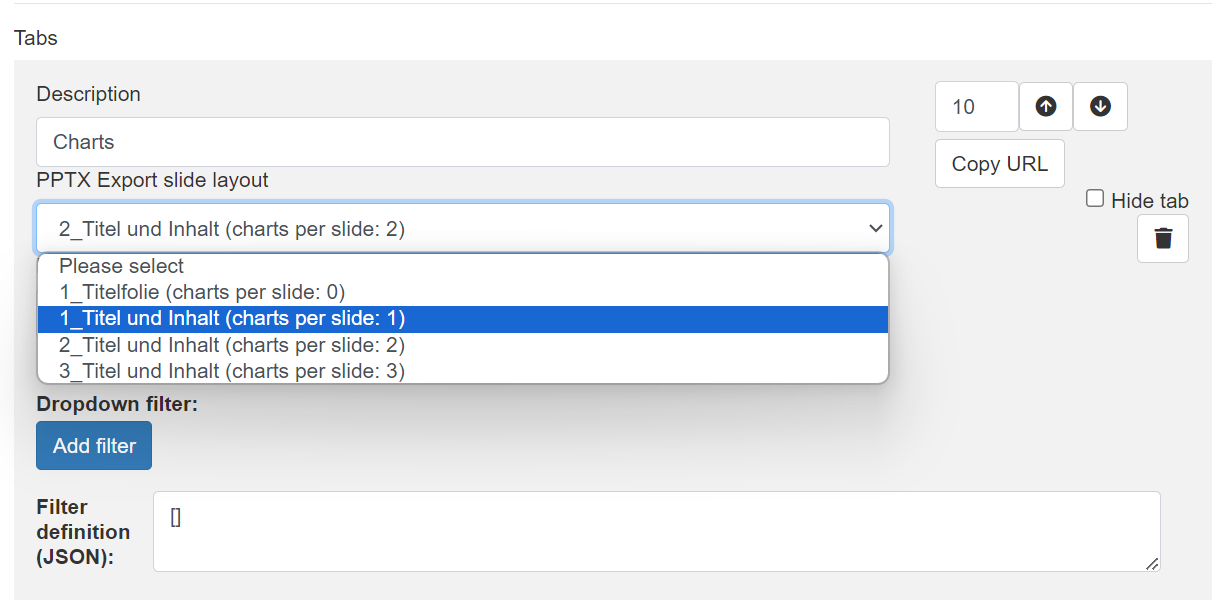 Tabs
Description
10
Charts
Copy URL
PPTX Export slide layout
Hide tab
2_Titel und Inhalt (charts per slide: 2)
Please select
1_Titelfolie (charts per slide: 0)
1_Titel und Inhalt (charts per slide: 1)
2_Titel und Inhalt (charts per slide: 2)
3_Titel und Inhalt (charts per slide: 3)
Dropdown filter:
Add filter
Filter
definition
(JSON):
[]